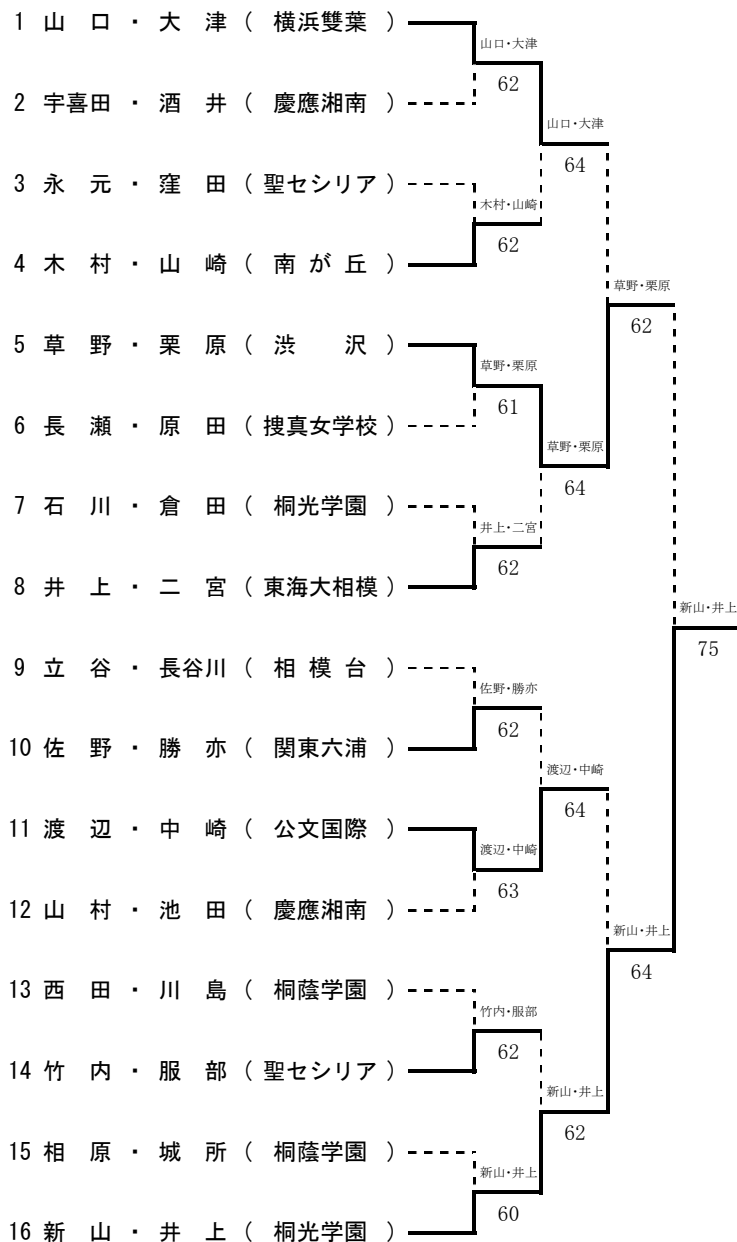 1 山 口 ・ 大 津 （ 横浜雙葉 ）
山口・大津
62
2 宇喜田 ・ 酒 井 （ 慶應湘南 ）
山口・大津
64
3 永 元 ・ 窪 田 （ 聖セシリア ）
木村・山崎
62
4 木 村 ・ 山 崎 （ 南が丘 ）
草野・栗原
62
5 草 野 ・ 栗 原 （ 渋 沢 ）
草野・栗原
61
6 長 瀬 ・ 原 田 （ 捜真女学校 ）
草野・栗原
64
7 石 川 ・ 倉 田 （ 桐光学園 ）
井上・二宮
62
8 井 上 ・ 二 宮 （ 東海大相模 ）
新山・井上
75
9 立 谷 ・ 長谷川 （ 相模台 ）
佐野・勝亦
62
10 佐 野 ・ 勝 亦 （ 関東六浦 ）
渡辺・中崎
64
11 渡 辺 ・ 中 崎 （ 公文国際 ）
渡辺・中崎
63
12 山 村 ・ 池 田 （ 慶應湘南 ）
新山・井上
64
13 西 田 ・ 川 島 （ 桐蔭学園 ）
竹内・服部
62
14 竹 内 ・ 服 部 （ 聖セシリア ）
新山・井上
62
15 相 原 ・ 城 所 （ 桐蔭学園 ）
新山・井上
60
16 新 山 ・ 井 上 （ 桐光学園 ）